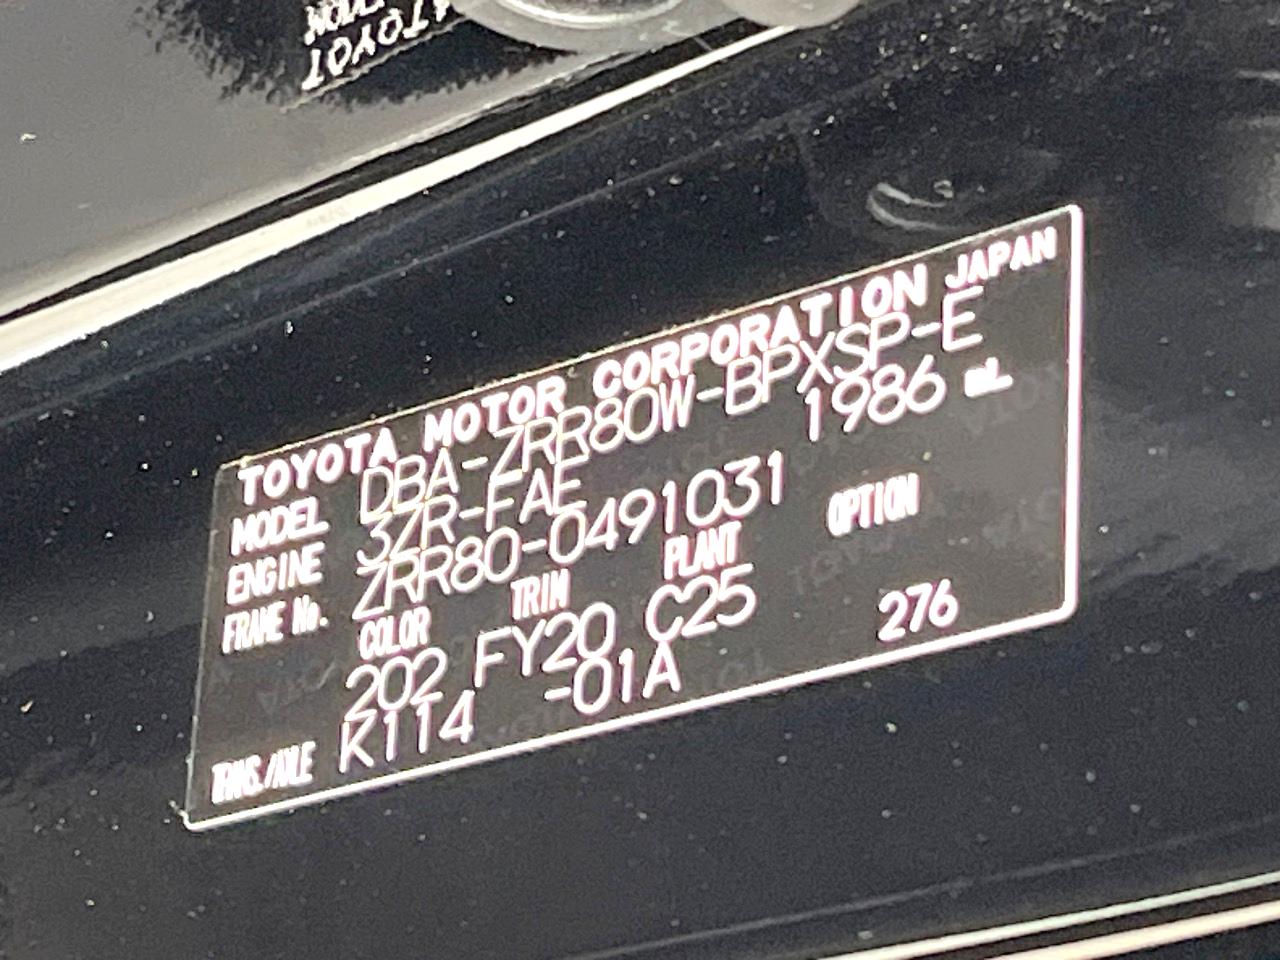 TOYOTA MOTOR CORPORATION JAPAN
MODEL DBA-ZRR80W-BPXSP-E
ENGINE 3ZR-FAE 1986 mL
FRAME No. ZRR80-0491031
COLOR TRIM PLANT OPTION
202 FY20 C25
TRNS./AXLE K114 -01A 276